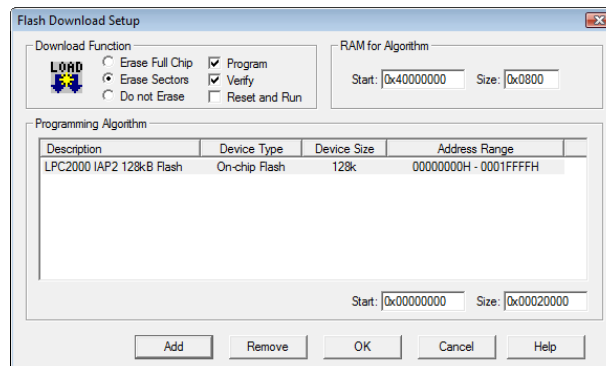 Flash Download Setup
Download Function
LOAD
Erase Full Chip
Erase Sectors
Do not Erase
Program
Verify
Reset and Run
RAM for Algorithm
Start: 0x40000000 Size: 0x0800
Programming Algorithm
Description Device Type Device Size Address Range
LPC2000 IAP2 128kB Flash On-chip Flash 128k 00000000H - 0001FFFFH
Start: 0x00000000 Size: 0x00020000
Add Remove OK Cancel Help